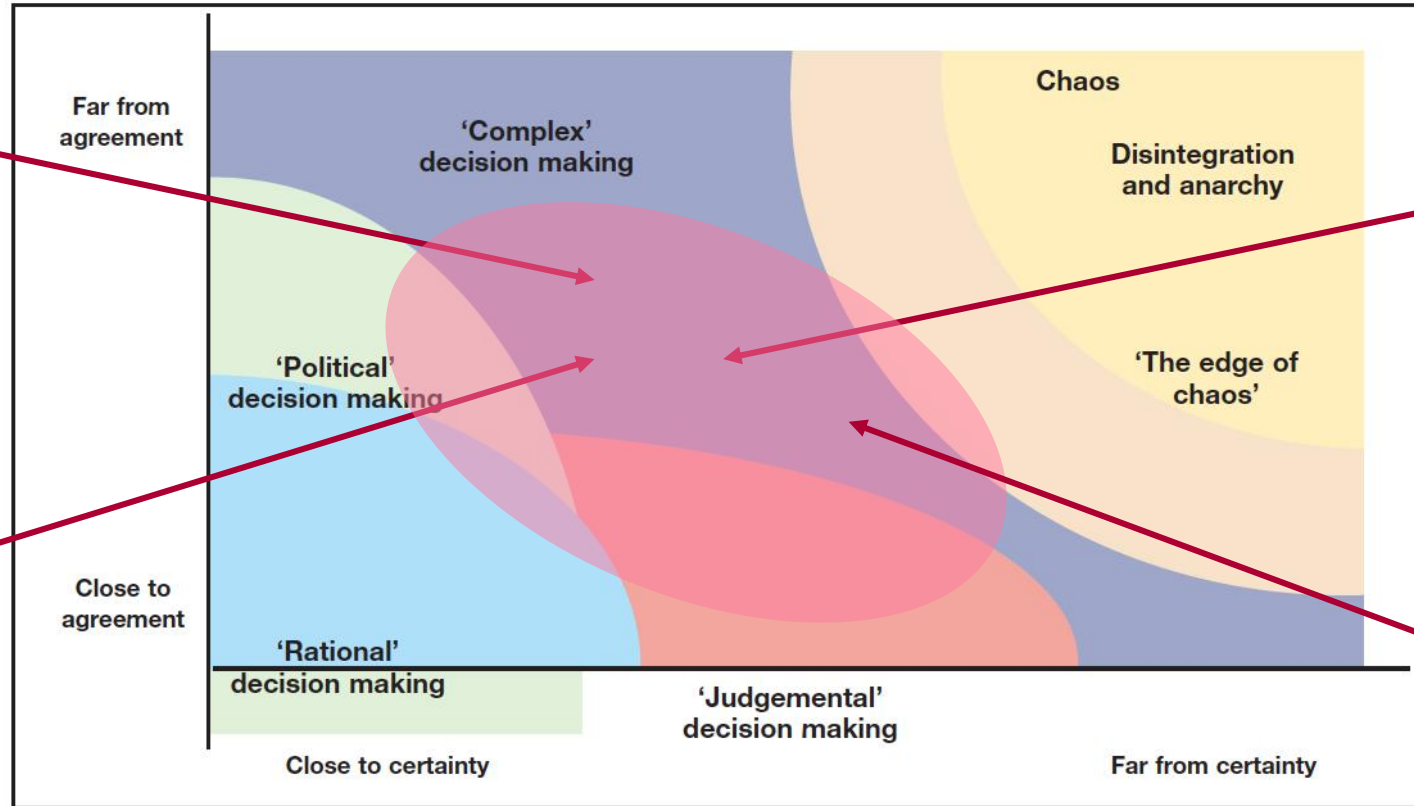 Far from
agreement
‘Complex’
decision making
Chaos
Disintegration
and anarchy
‘Political’
decision making
‘The edge of
chaos’
Close to
agreement
‘Rational’
decision making
‘Judgemental’
decision making
Close to certainty
Far from certainty